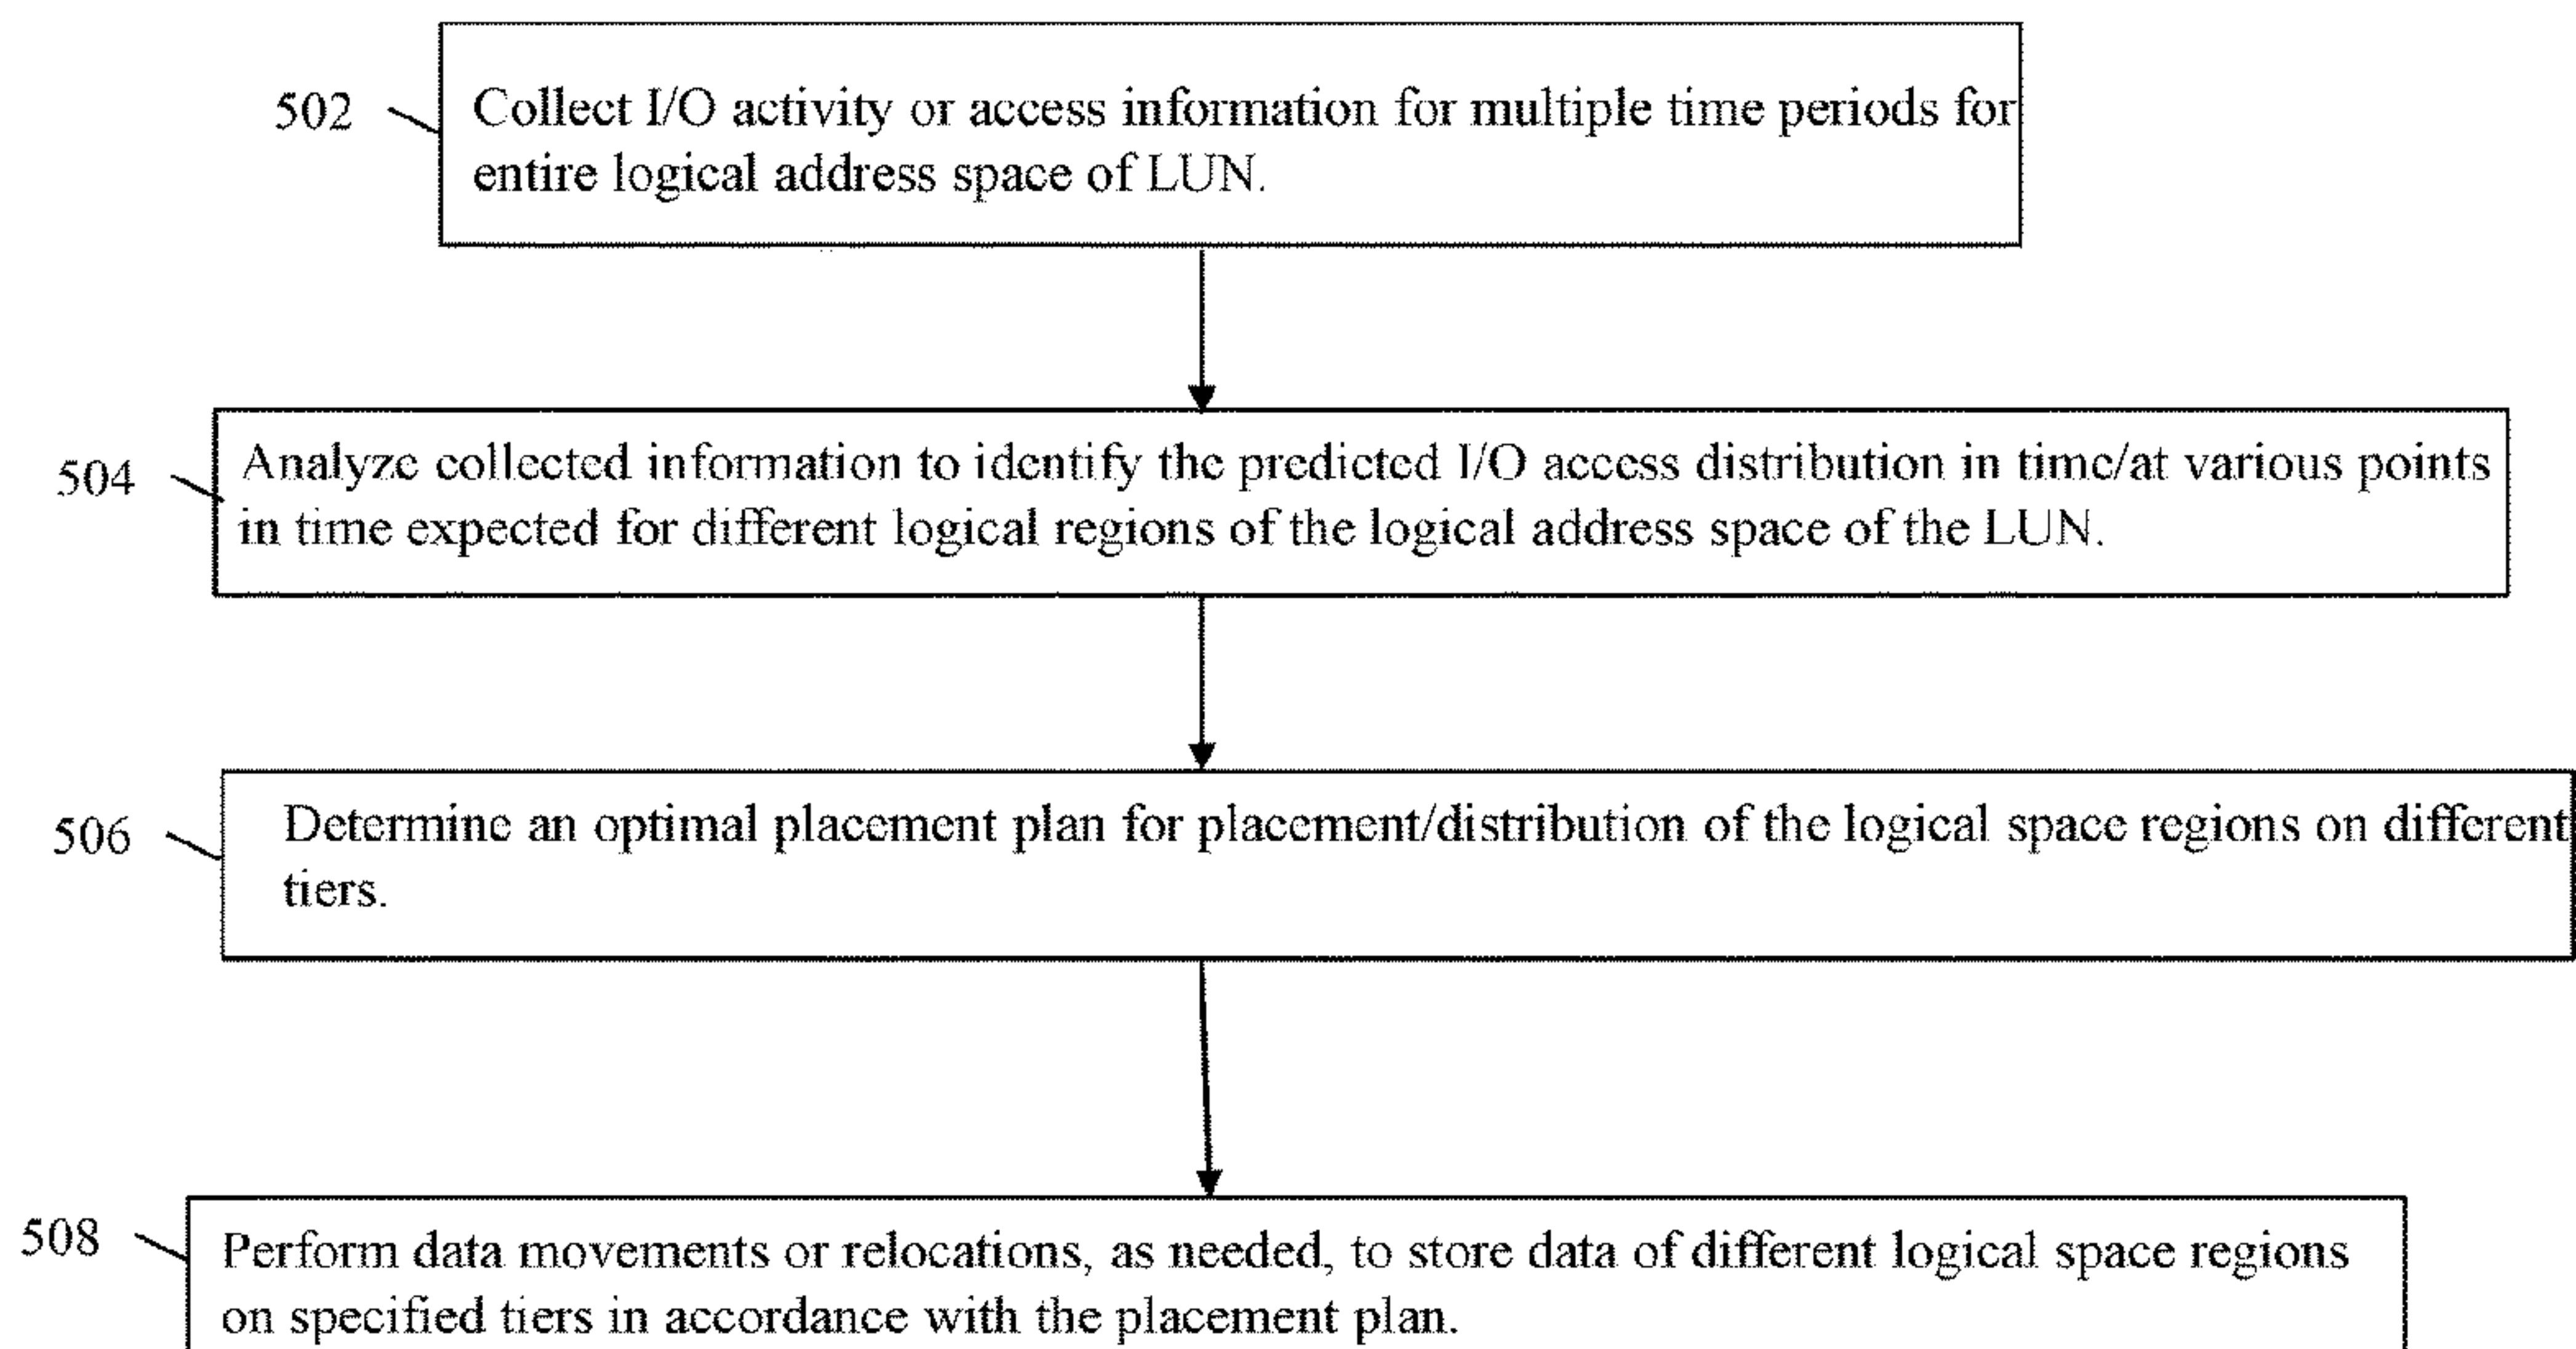 502
Collect I/O activity or access information for multiple time periods for
entire logical address space of LUN.
504
Analyze collected information to identify the predicted I/O access distribution in time/at various points
in time expected for different logical regions of the logical address space of the LUN.
506
Determine an optimal placement plan for placement/distribution of the logical space regions on different
tiers.
508
Perform data movements or relocations, as needed, to store data of different logical space regions
on specified tiers in accordance with the placement plan.